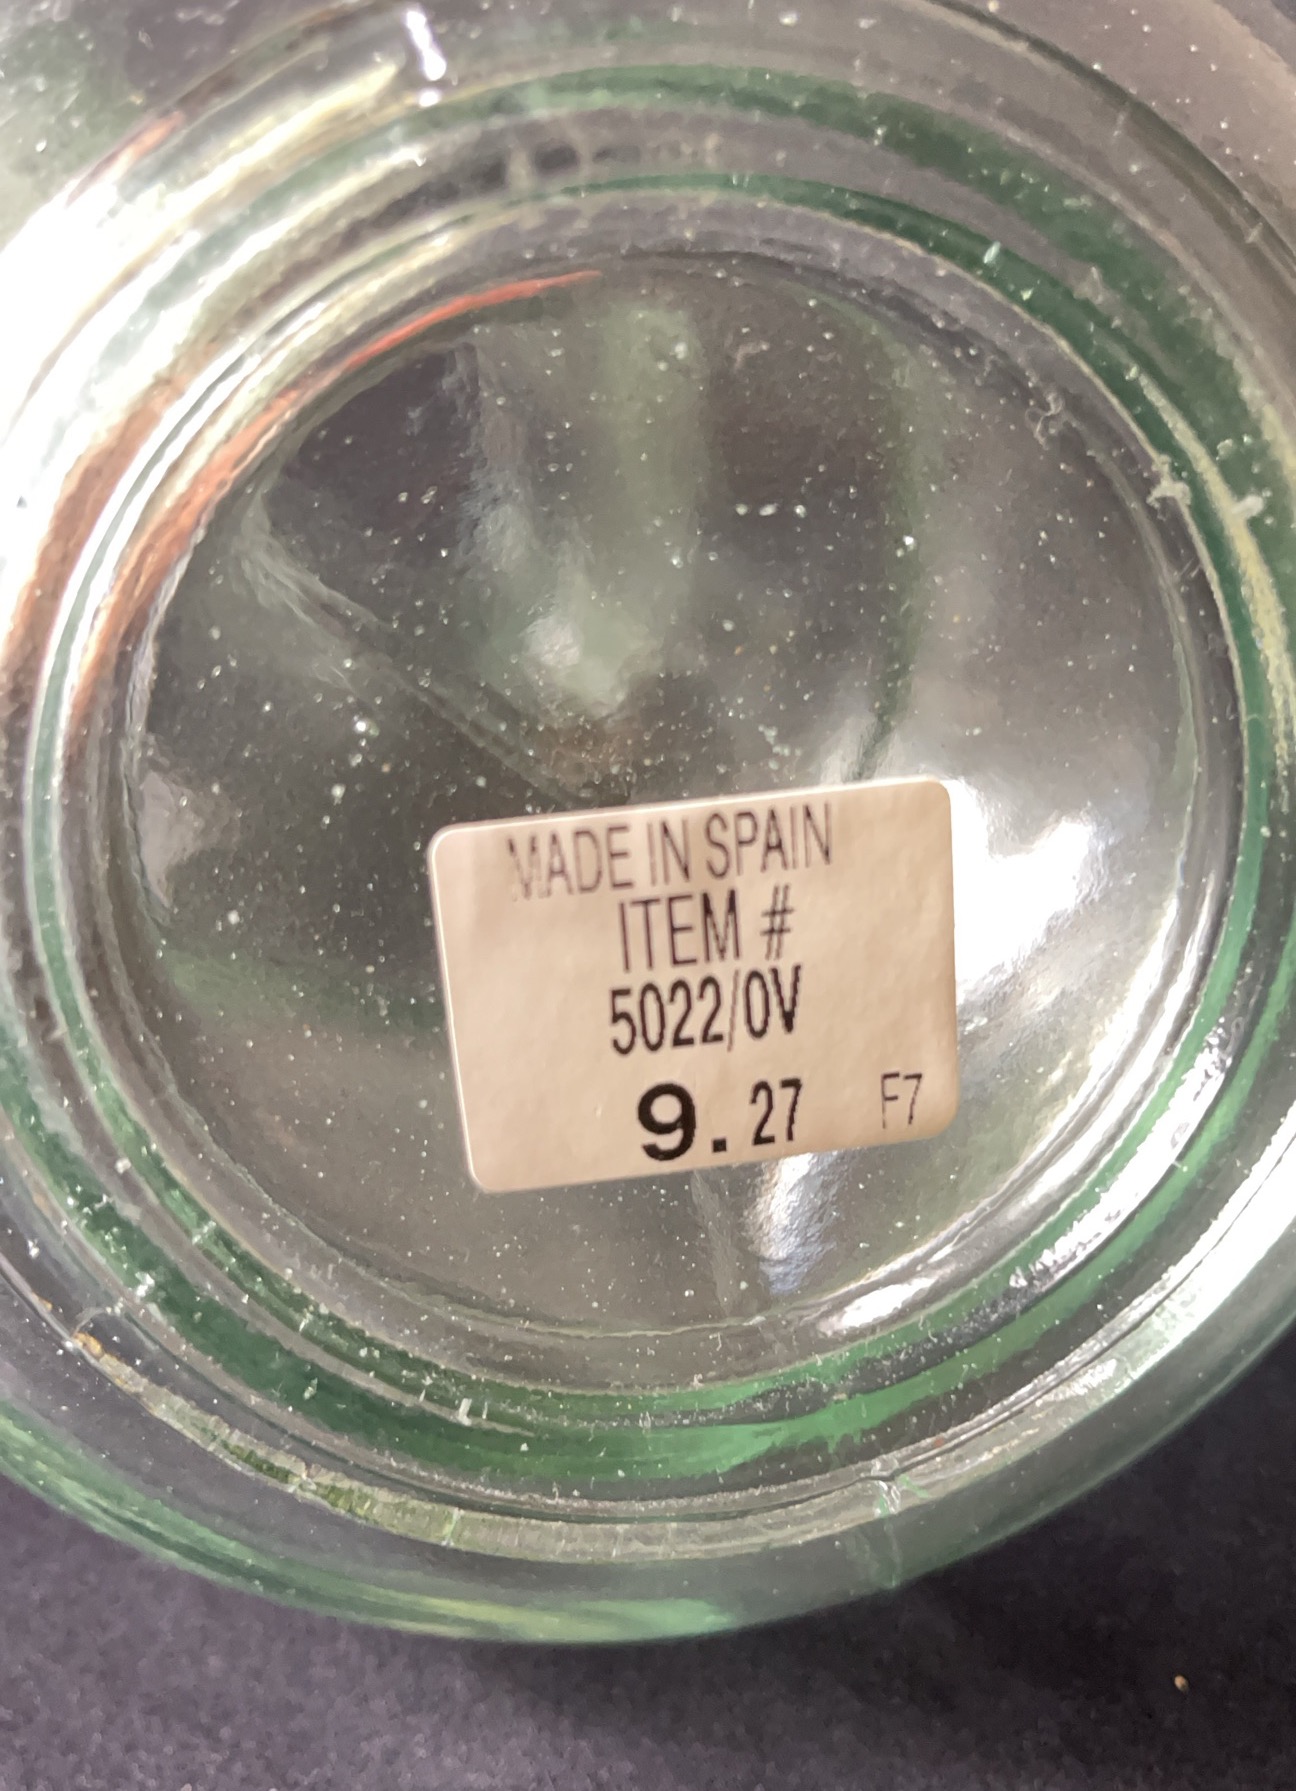 MADE IN SPAIN
ITEM #
5022/0V
9.27 F7